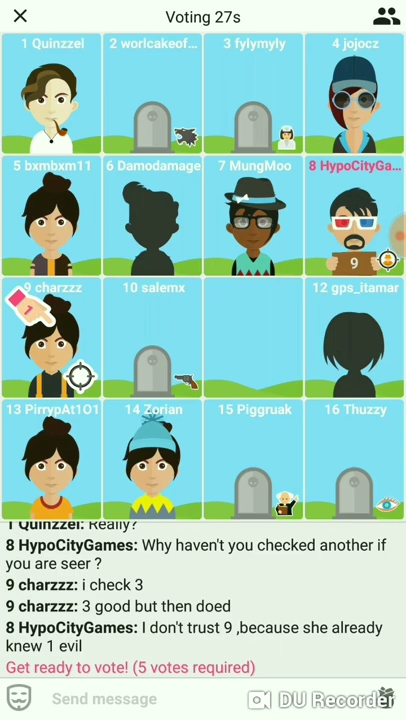 Voting 27s
1 Quinzzel
2 worlcakeof...
3 fylymyly
4 jojocz
5 bxmbxm11
6 Damodamage
7 MungMoo
8 HypoCityGa...
9
1
9 charzzz
10 salemx
12 gps_itamar
13 PirrypAt1O1
14 Zorian
15 Piggruak
16 Thuzzy
1 Quinzzel: Really?
8 HypoCityGames: Why haven't you checked another if
you are seer ?
9 charzzz: i check 3
9 charzzz: 3 good but then doed
8 HypoCityGames: I don't trust 9 ,because she already
knew 1 evil
Get ready to vote! (5 votes required)
Send message
DU Recorder